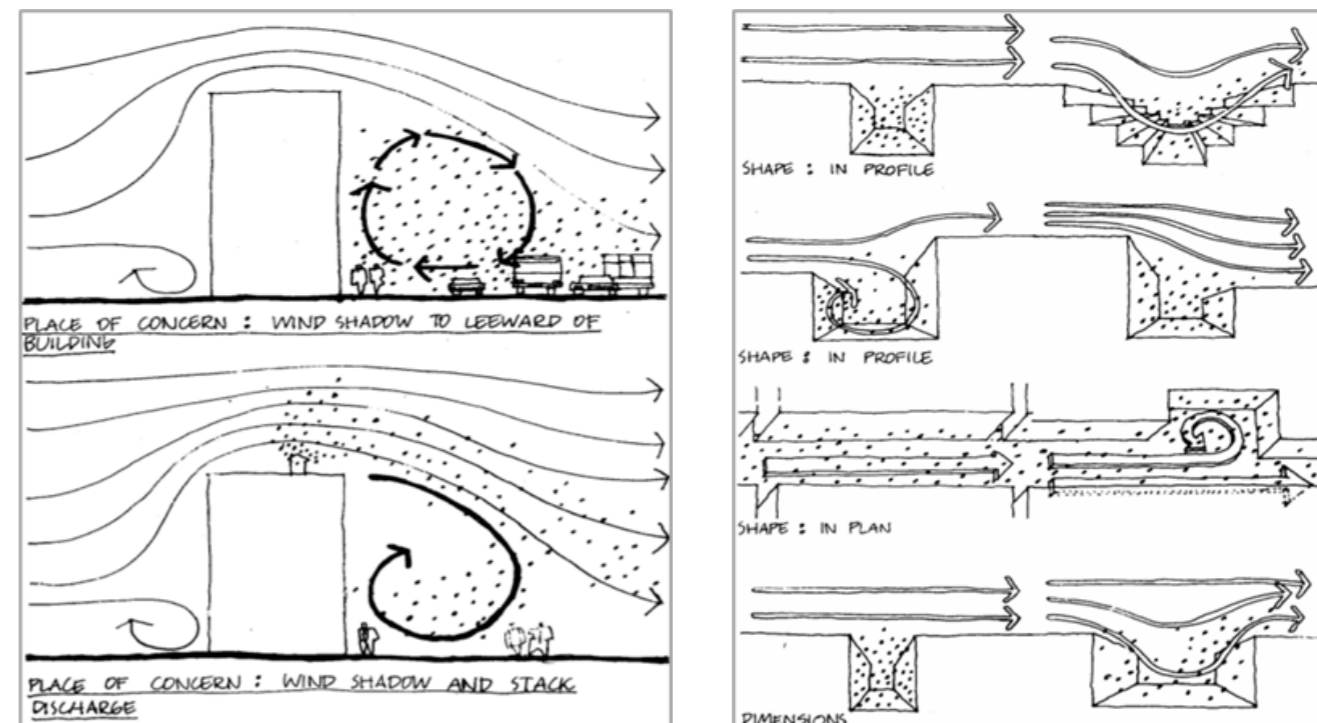 PLACE OF CONCERN : WIND SHADOW TO LEEWARD OF
BUILDING
PLACE OF CONCERN : WIND SHADOW AND STACK
DISCHARGE
SHAPE : IN PROFILE
SHAPE : IN PROFILE
SHAPE : IN PLAN
DIMENSIONS